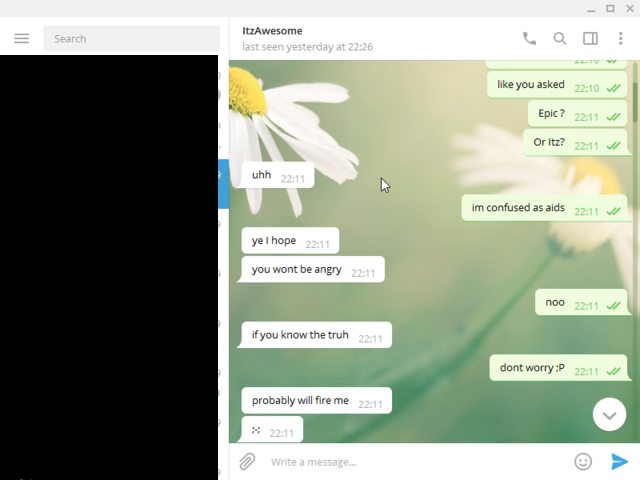 Search
ItzAwesome
last seen yesterday at 22:26
22:10
like you asked 22:10
Epic ? 22:11
Or Itz? 22:11
uhh 22:11
im confused as aids 22:11
ye I hope 22:11
you wont be angry 22:11
noo 22:11
if you know the truh 22:11
dont worry ;P 22:11
probably will fire me 22:11
22:11
Write a message...